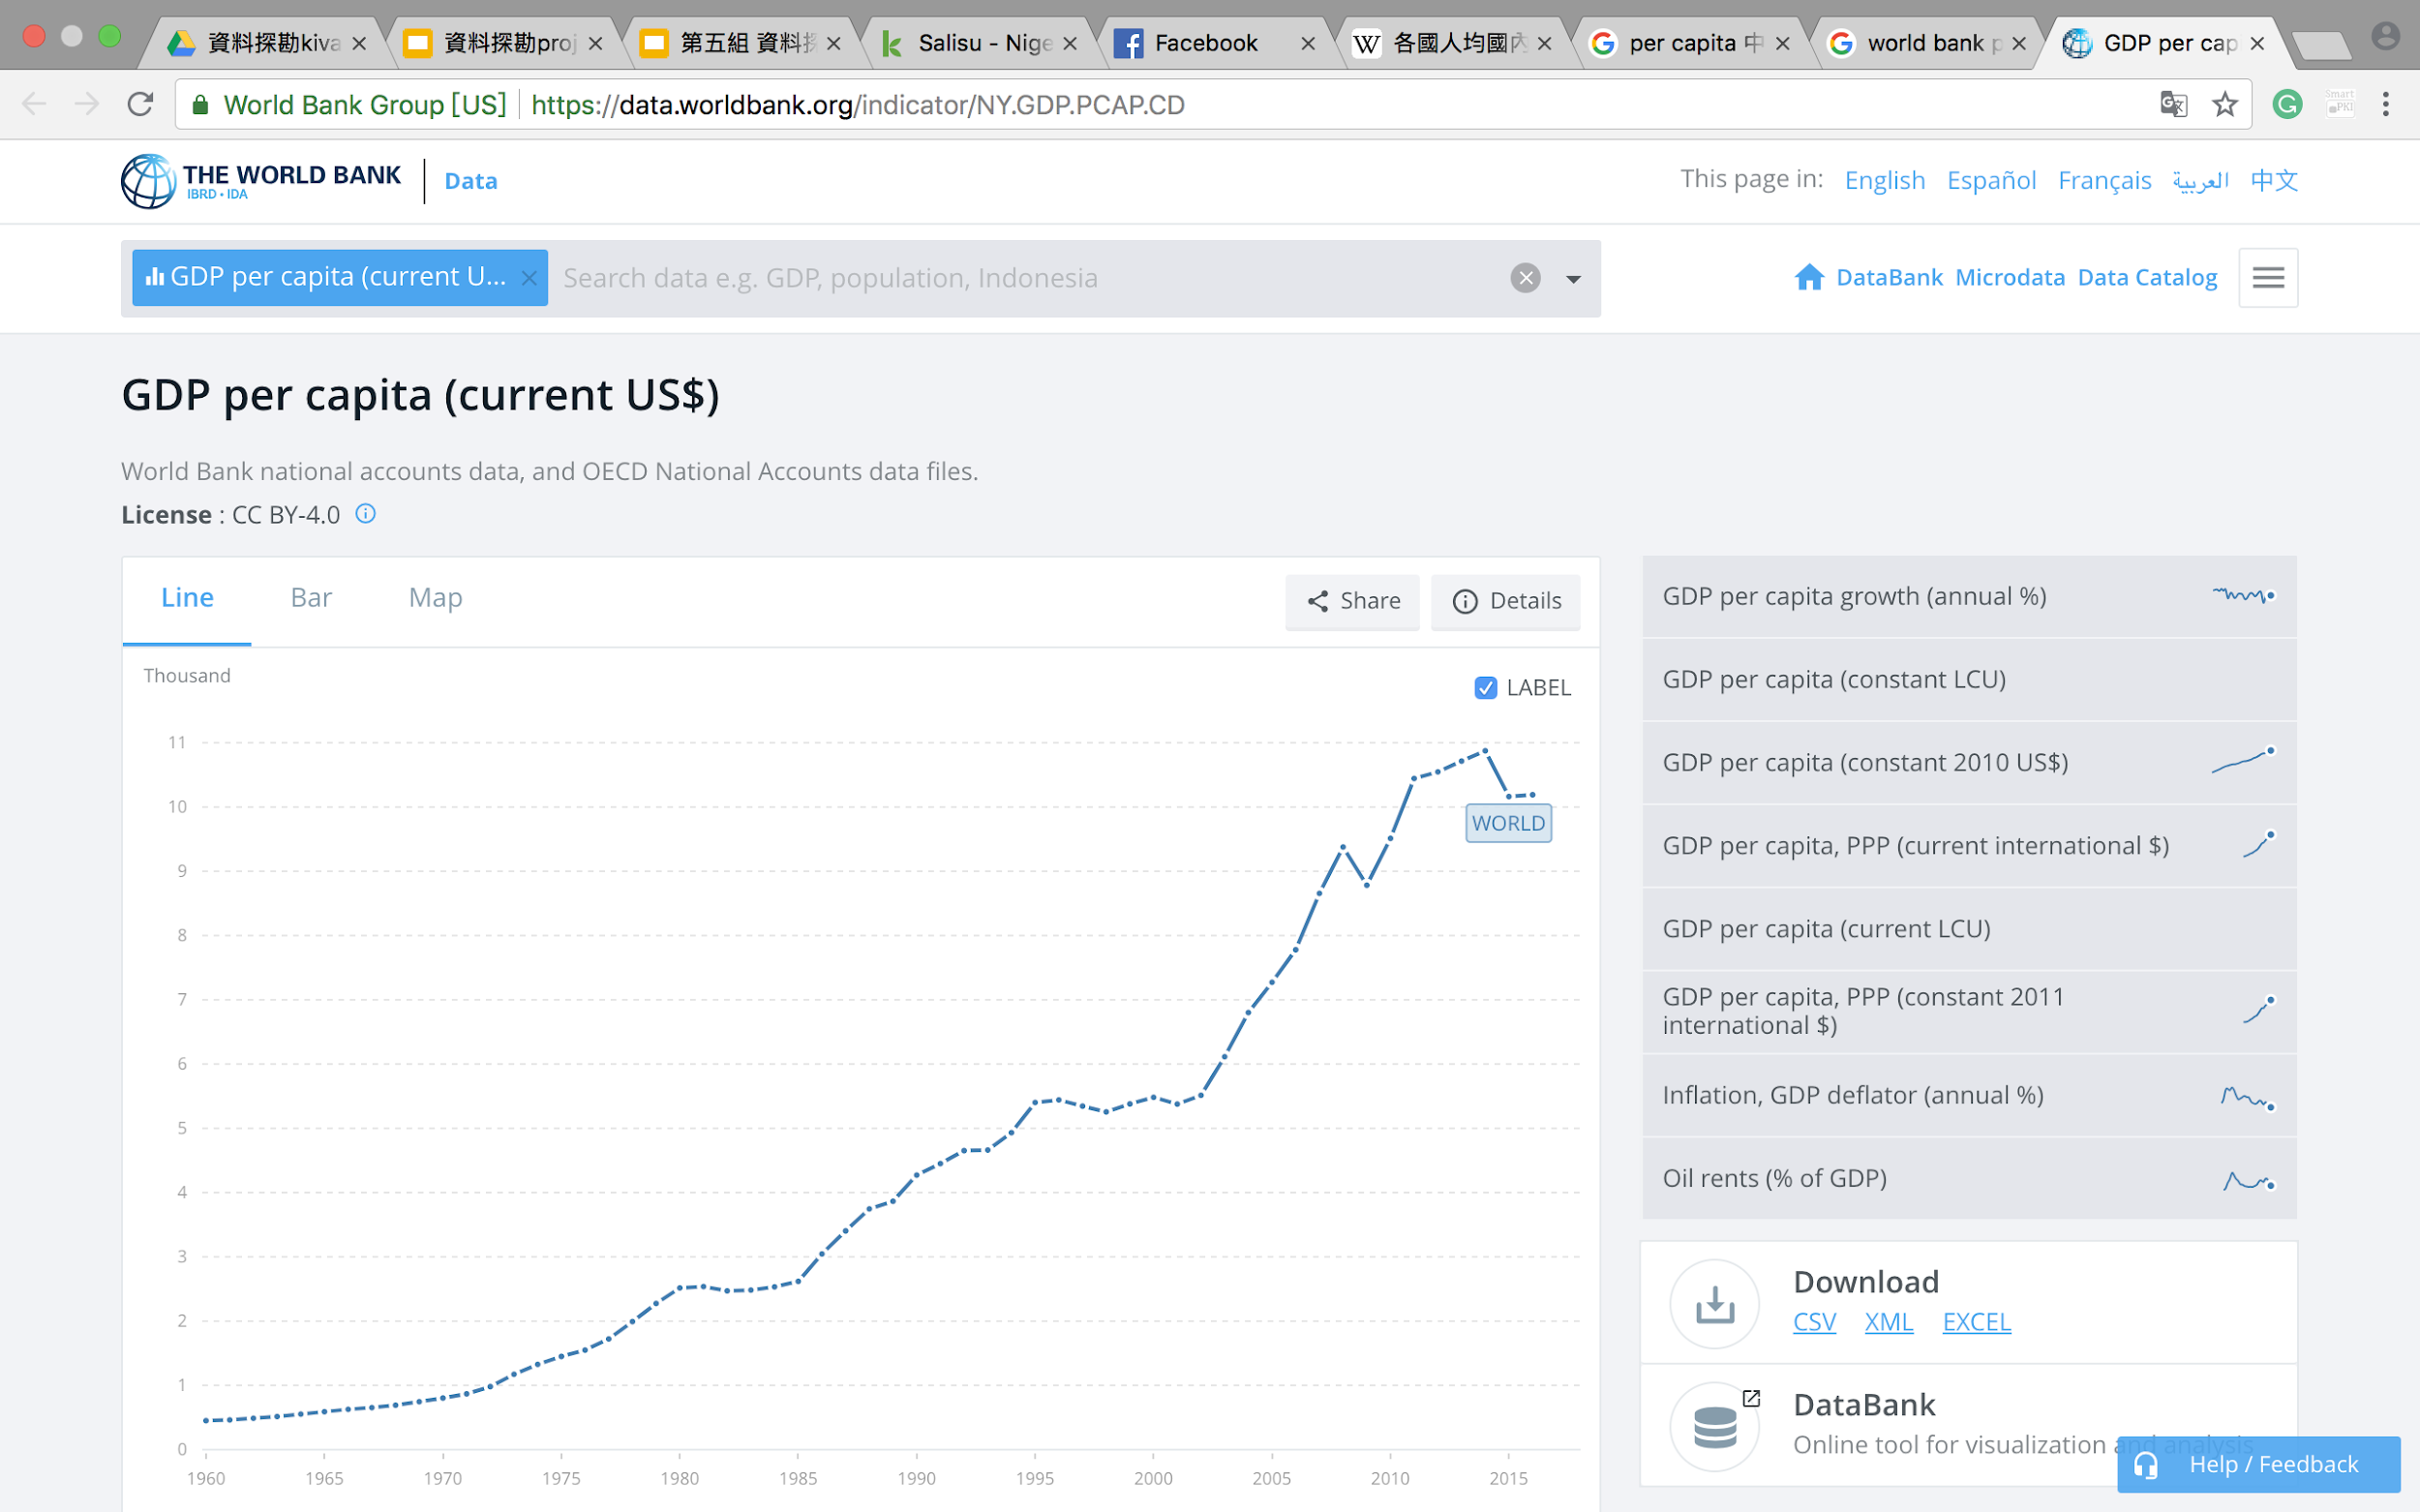 資料探勘kiva
資料探勘proj
第五組 資料探
Salisu - Nige
Facebook
各國人均國內
per capita 中
world bank p
GDP per cap
World Bank Group [US]
https://data.worldbank.org/indicator/NY.GDP.PCAP.CD
Smart
PKI
THE WORLD BANK
IBRD • IDA
Data
This page in: English Español Français العربية 中文
GDP per capita (current U...
Search data e.g. GDP, population, Indonesia
DataBank Microdata Data Catalog
GDP per capita (current US$)
World Bank national accounts data, and OECD National Accounts data files.
License : CC BY-4.0
Line Bar Map
Share
Details
Thousand
LABEL
11
10
9
8
7
6
5
4
3
2
1
0
WORLD
1960 1965 1970 1975 1980 1985 1990 1995 2000 2005 2010 2015
GDP per capita growth (annual %)
GDP per capita (constant LCU)
GDP per capita (constant 2010 US$)
GDP per capita, PPP (current international $)
GDP per capita (current LCU)
GDP per capita, PPP (constant 2011
international $)
Inflation, GDP deflator (annual %)
Oil rents (% of GDP)
Download
CSV XML EXCEL
DataBank
Online tool for visualization and analysis
Help / Feedback